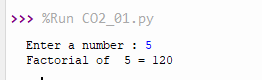 >>> %Run CO2_01.py
Enter a number : 5
Factorial of  5 = 120